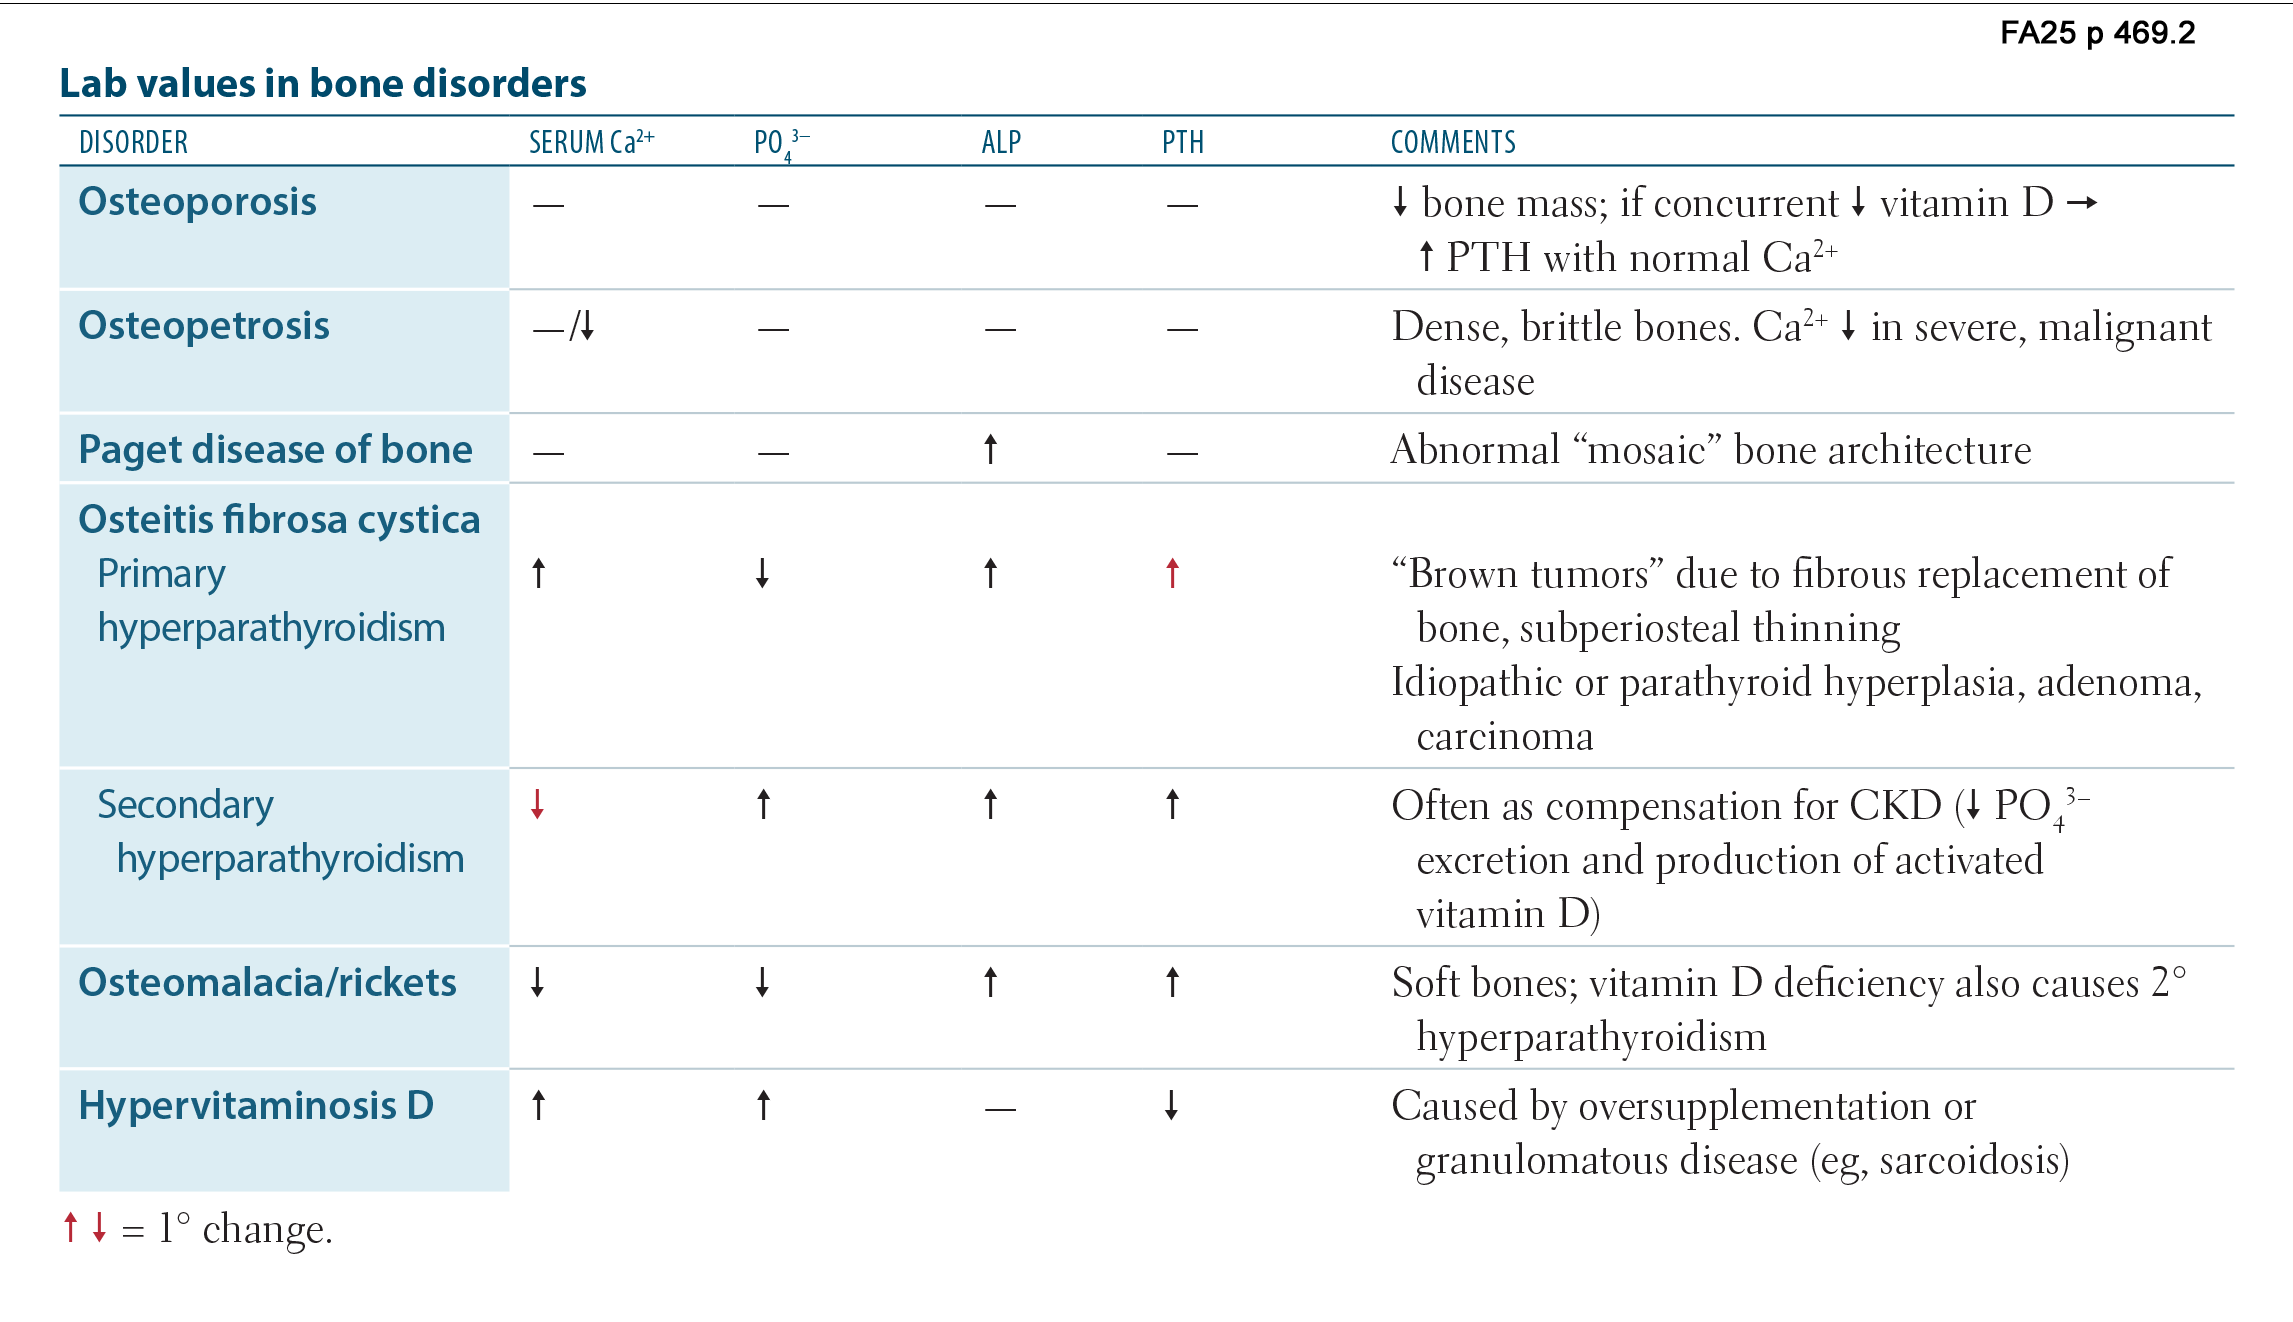 FA25 p 469.2
Lab values in bone disorders
DISORDER SERUM Ca²⁺ PO₄³⁻ ALP PTH COMMENTS
Osteoporosis — — — — ↓ bone mass; if concurrent ↓ vitamin D →
↑ PTH with normal Ca²⁺
Osteopetrosis —/↓ — — — Dense, brittle bones. Ca²⁺ ↓ in severe, malignant
disease
Paget disease of bone — — ↑ — Abnormal “mosaic” bone architecture
Osteitis fibrosa cystica
Primary ↑ ↓ ↑ ↑ “Brown tumors” due to fibrous replacement of
hyperparathyroidism bone, subperiosteal thinning
Idiopathic or parathyroid hyperplasia, adenoma,
carcinoma
Secondary ↓ ↑ ↑ ↑ Often as compensation for CKD (↓ PO₄³⁻
hyperparathyroidism excretion and production of activated
vitamin D)
Osteomalacia/rickets ↓ ↓ ↑ ↑ Soft bones; vitamin D deficiency also causes 2°
hyperparathyroidism
Hypervitaminosis D ↑ ↑ — ↓ Caused by oversupplementation or
granulomatous disease (eg, sarcoidosis)
↑ ↓ = 1° change.